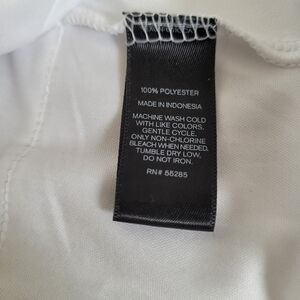 100% POLYESTER
MADE IN INDONESIA
MACHINE WASH COLD
WITH LIKE COLORS.
GENTLE CYCLE.
ONLY NON-CHLORINE
BLEACH WHEN NEEDED.
TUMBLE DRY LOW,
DO NOT IRON.
RN# 56285